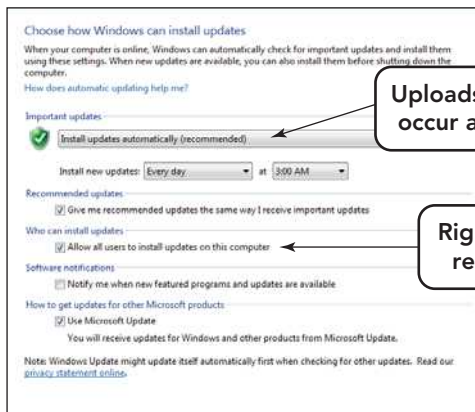 Choose how Windows can install updates
When your computer is online, Windows can automatically check for important updates and install them
using these settings. When new updates are available, you can also install them before shutting down the
computer.
How does automatic updating help me?
Important updates
Install updates automatically (recommended)
Uploads
occur a
Install new updates: Every day at 3:00 AM
Recommended updates
Give me recommended updates the same way I receive important updates
Who can install updates
Allow all users to install updates on this computer
Rig
re
Software notifications
Notify me when new featured programs and updates are available
How to get updates for other Microsoft products
Use Microsoft Update
You will receive updates for Windows and other products from Microsoft Update.
Note: Windows Update might update itself automatically first when checking for other updates. Read our
privacy statement online.